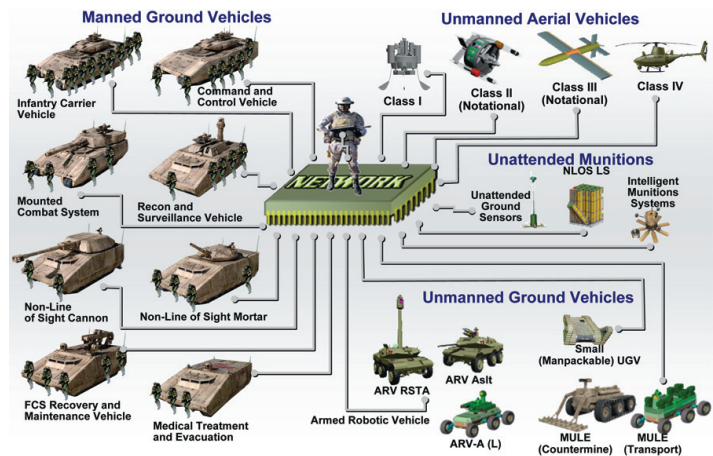 Manned Ground Vehicles
Infantry Carrier
Vehicle
Command and
Control Vehicle
Mounted
Combat System
Recon and
Surveillance Vehicle
Non-Line
of Sight Cannon
Non-Line of Sight Mortar
FCS Recovery and
Maintenance Vehicle
Medical Treatment
and Evacuation
NETWORK
Unmanned Aerial Vehicles
Class I
Class II
(Notational)
Class III
(Notational)
Class IV
Unattended Munitions
NLOS LS
Unattended
Ground
Sensors
Intelligent
Munitions
Systems
Unmanned Ground Vehicles
ARV RSTA
ARV Aslt
Small
(Manpackable) UGV
Armed Robotic Vehicle
ARV-A (L)
MULE
(Countermine)
MULE
(Transport)